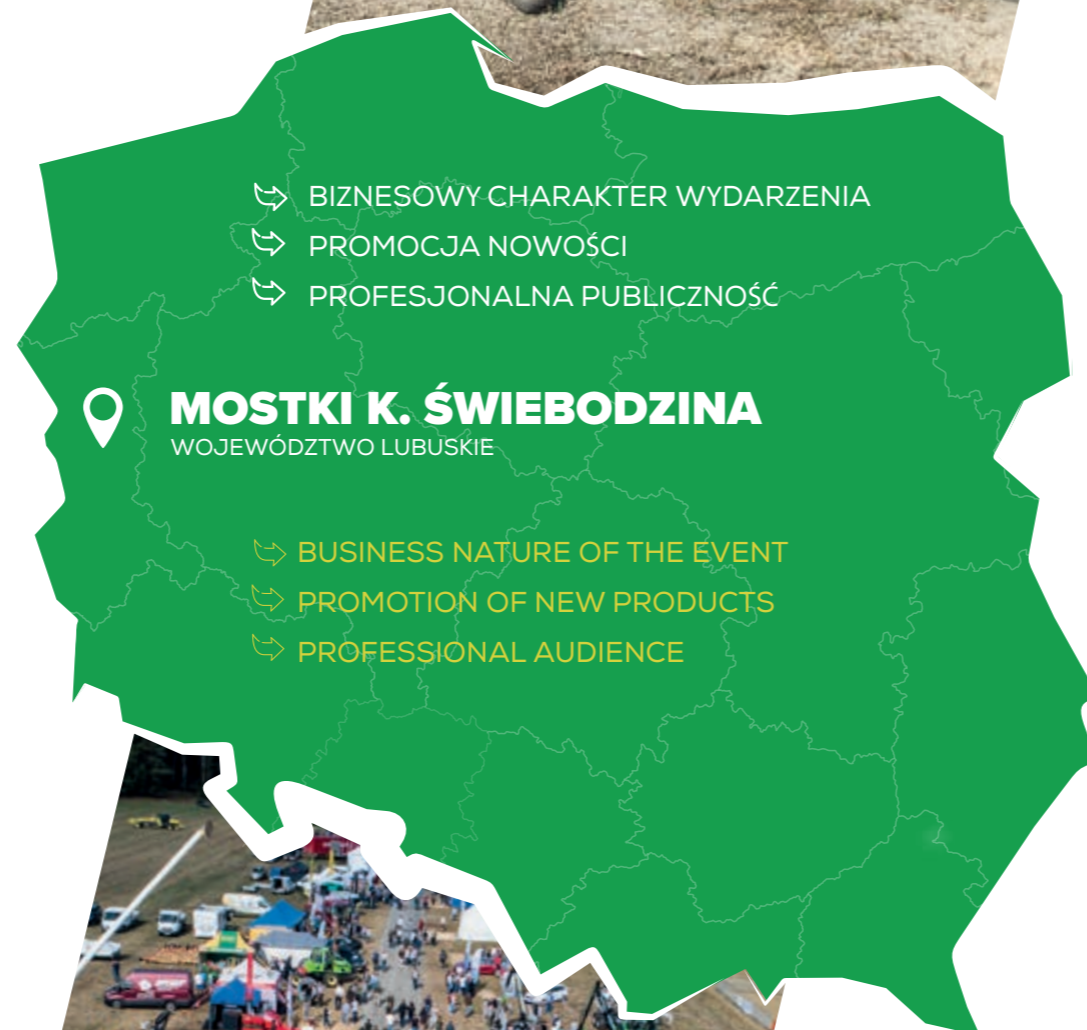 BIZNESOWY CHARAKTER WYDARZENIA
PROMOCJA NOWOŚCI
PROFESJONALNA PUBLICZNOŚĆ
MOSTKI K. ŚWIEBODZINA
WOJEWÓDZTWO LUBUSKIE
BUSINESS NATURE OF THE EVENT
PROMOTION OF NEW PRODUCTS
PROFESSIONAL AUDIENCE